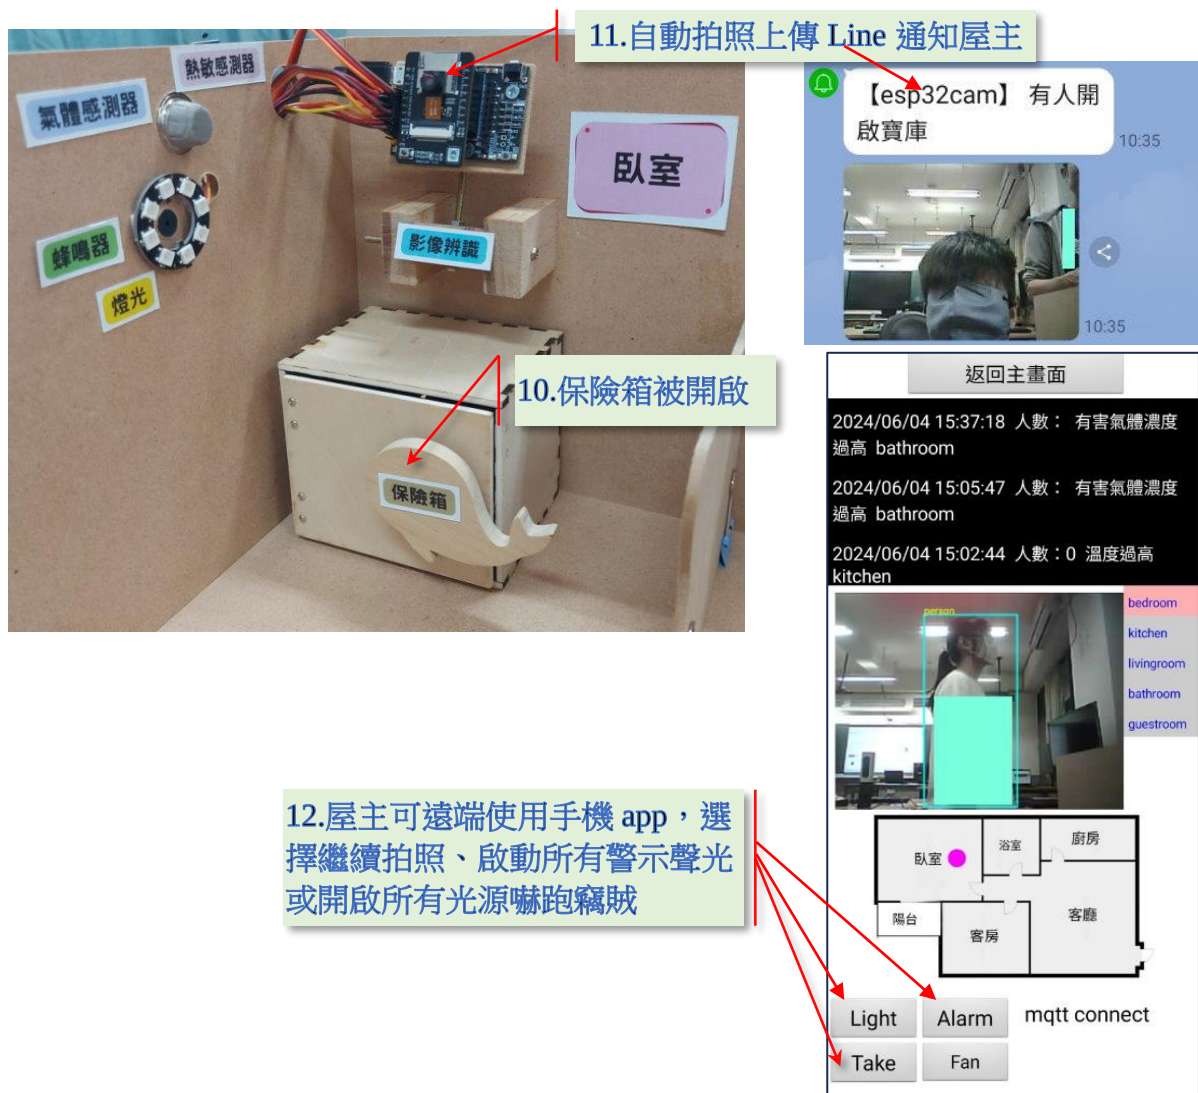 11.自動拍照上傳 Line 通知屋主
熱敏感測器
氣體感測器
蜂鳴器
燈光
臥室
影像辨識
10.保險箱被開啟
保險箱
【esp32cam】 有人開
啟寶庫
10:35
10:35
返回主畫面
2024/06/04 15:37:18 人數： 有害氣體濃度
過高 bathroom
2024/06/04 15:05:47 人數： 有害氣體濃度
過高 bathroom
2024/06/04 15:02:44 人數：0 溫度過高
kitchen
person
bedroom
kitchen
livingroom
bathroom
guestroom
12.屋主可遠端使用手機 app，選
擇繼續拍照、啟動所有警示聲光
或開啟所有光源嚇跑竊賊
臥室
浴室
廚房
陽台
客房
客廳
Light
Alarm
mqtt connect
Take
Fan